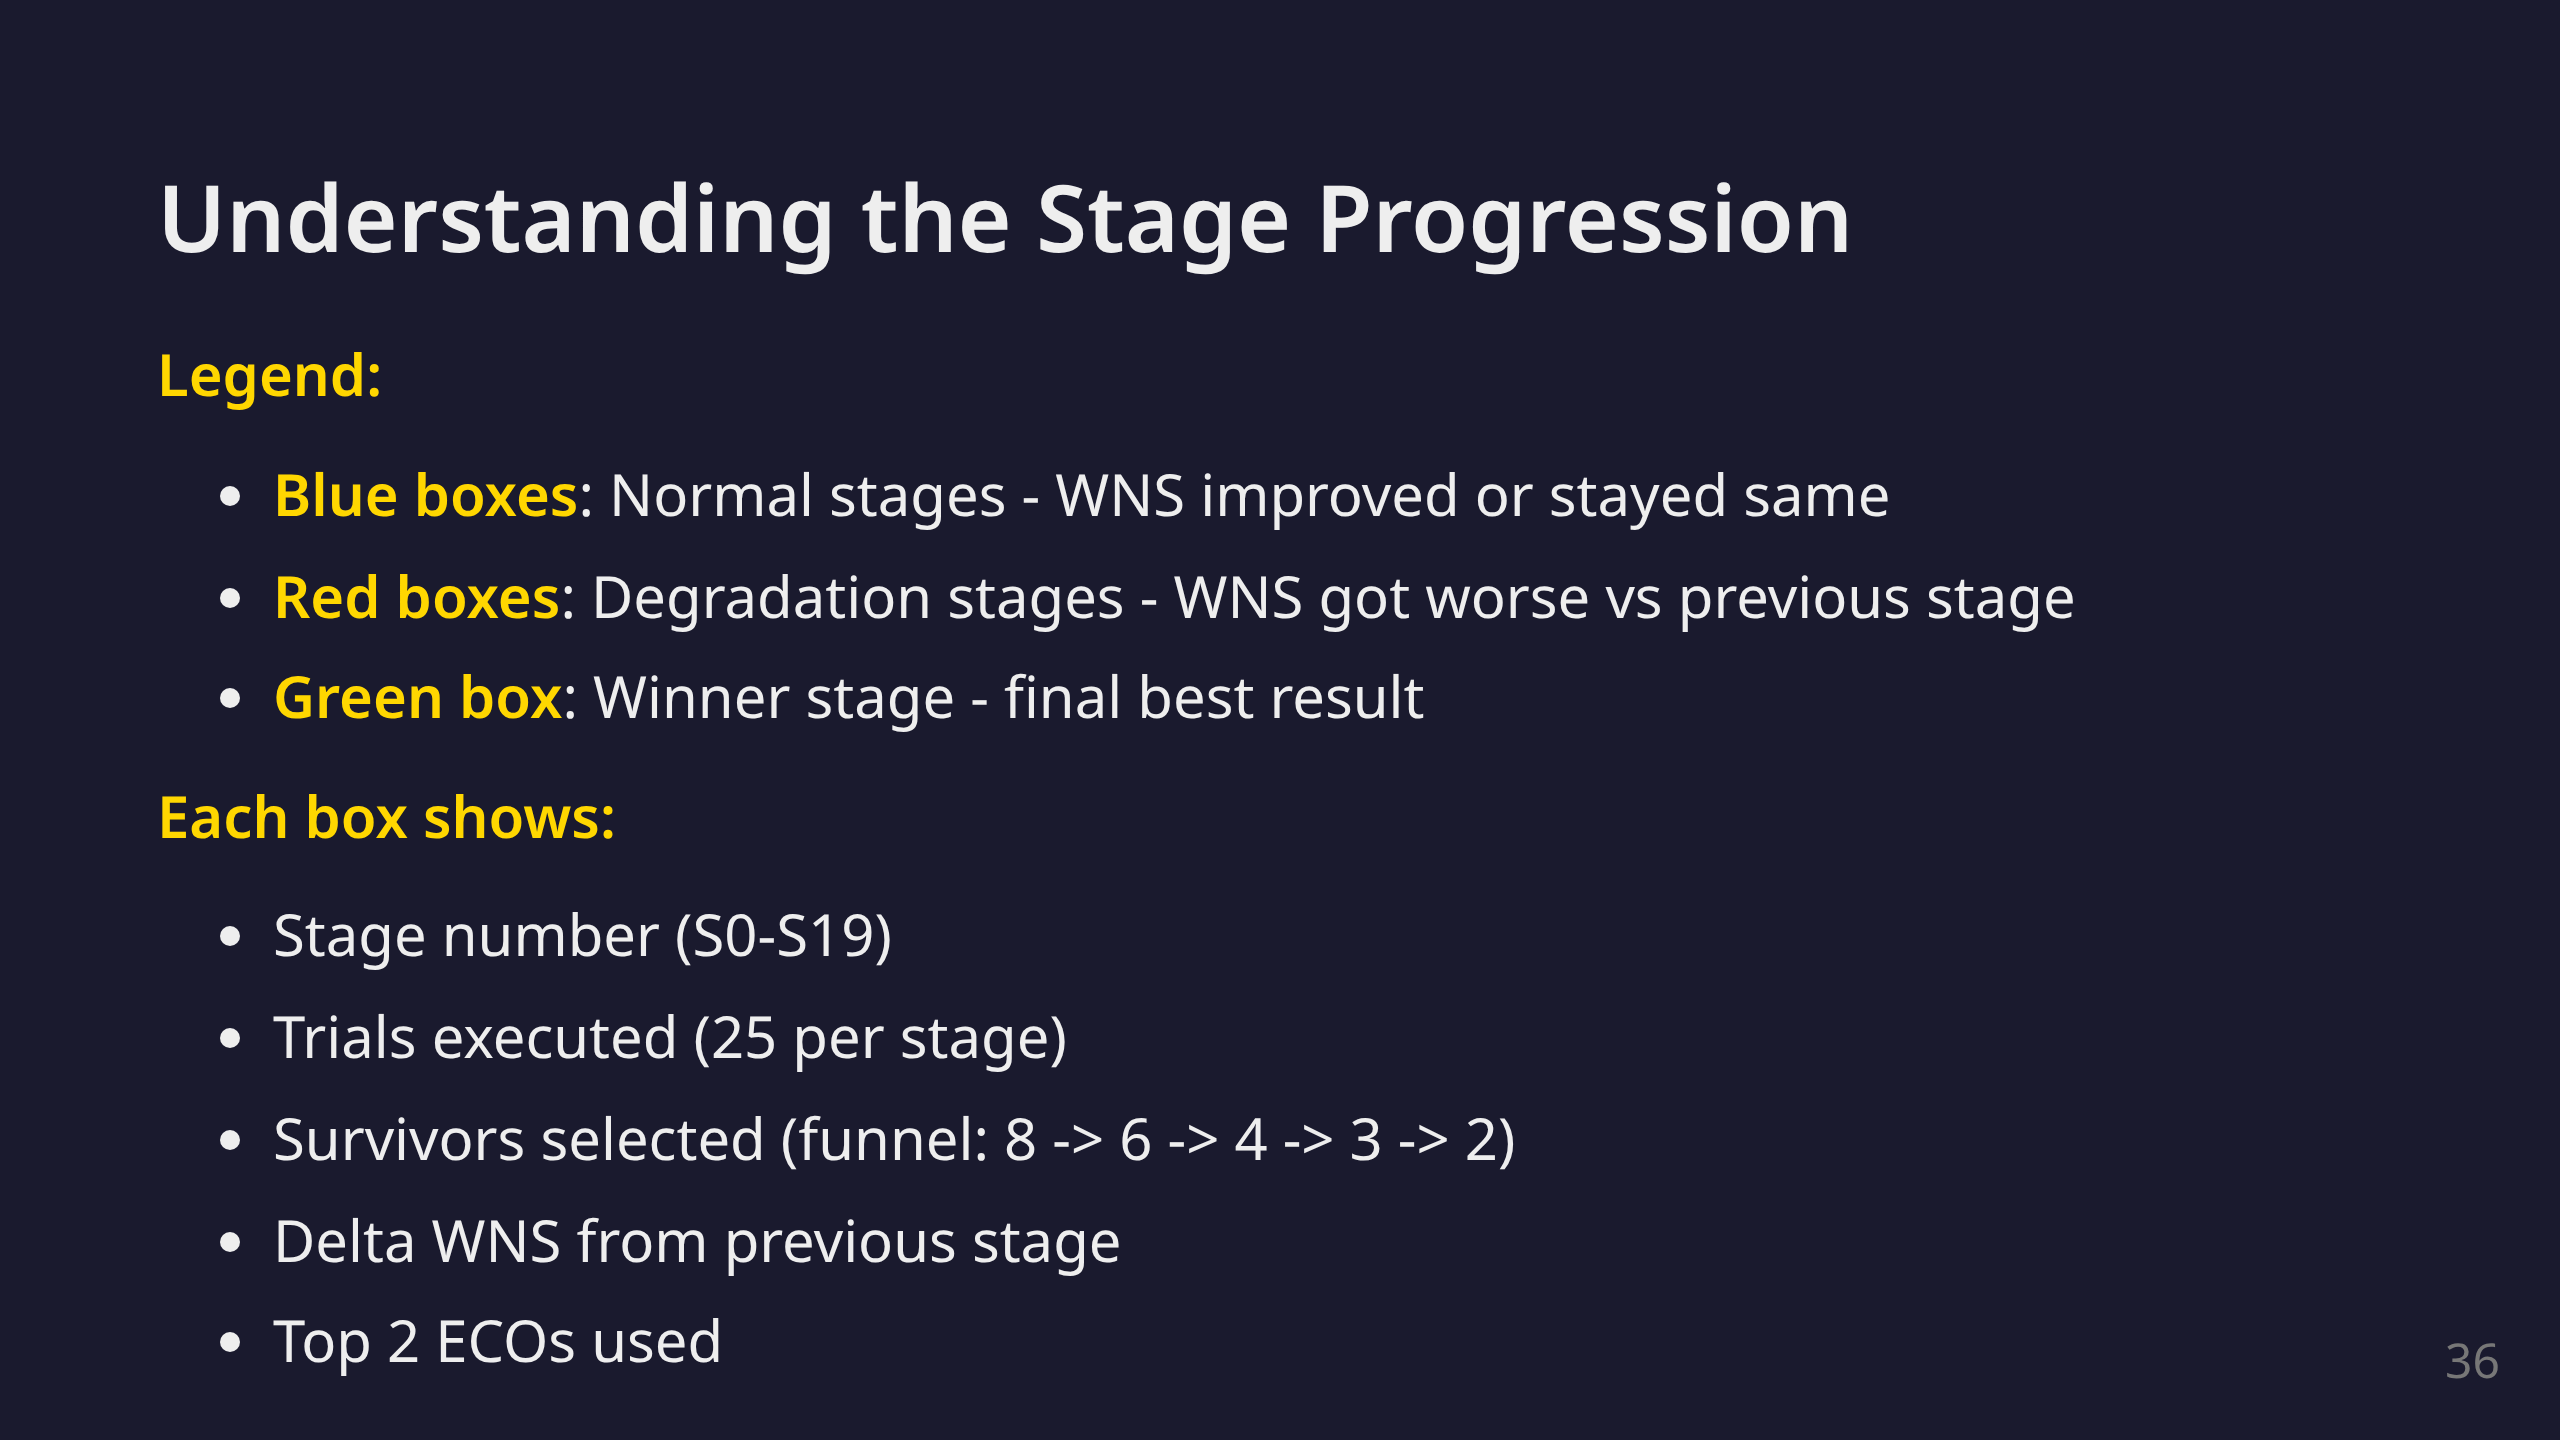 Understanding the Stage Progression
Legend:
• Blue boxes: Normal stages - WNS improved or stayed same
• Red boxes: Degradation stages - WNS got worse vs previous stage
• Green box: Winner stage - final best result
Each box shows:
• Stage number (S0-S19)
• Trials executed (25 per stage)
• Survivors selected (funnel: 8 -> 6 -> 4 -> 3 -> 2)
• Delta WNS from previous stage
• Top 2 ECOs used
36